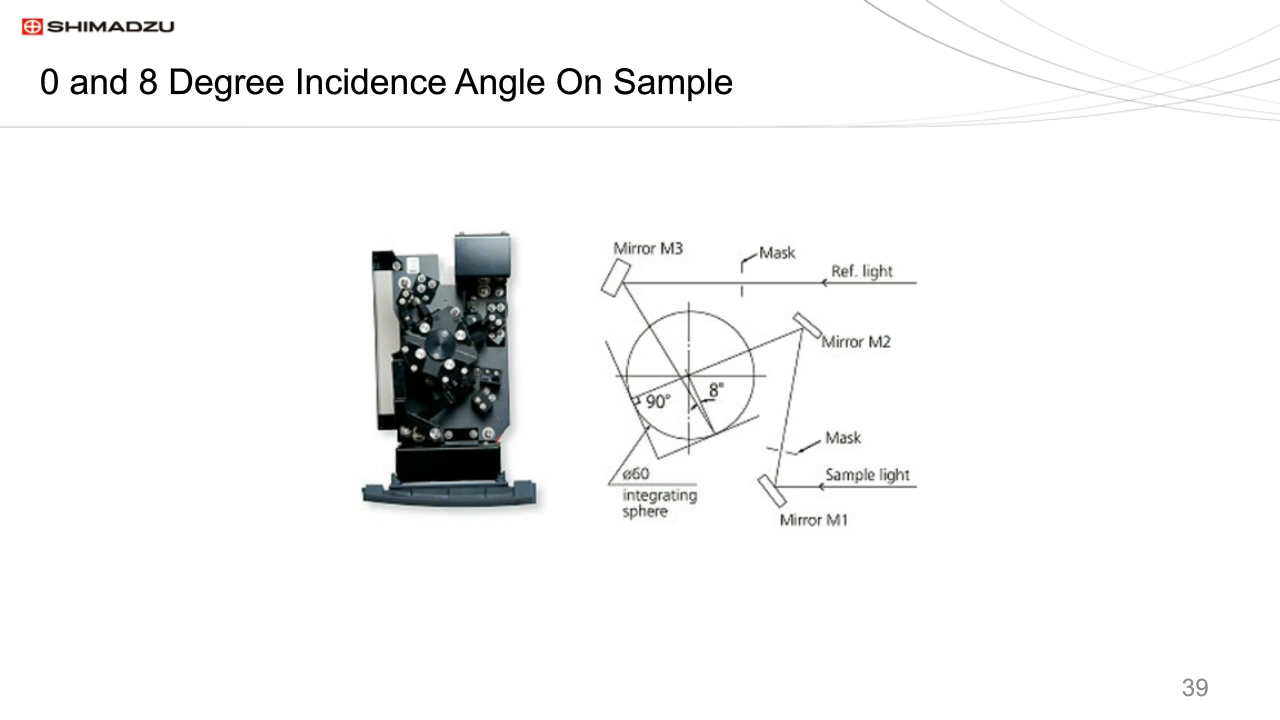 SHIMADZU
0 and 8 Degree Incidence Angle On Sample
Mirror M3
Mask
Ref. light
Mirror M2
8°
90°
Mask
ø60
integrating
sphere
Sample light
Mirror M1
39